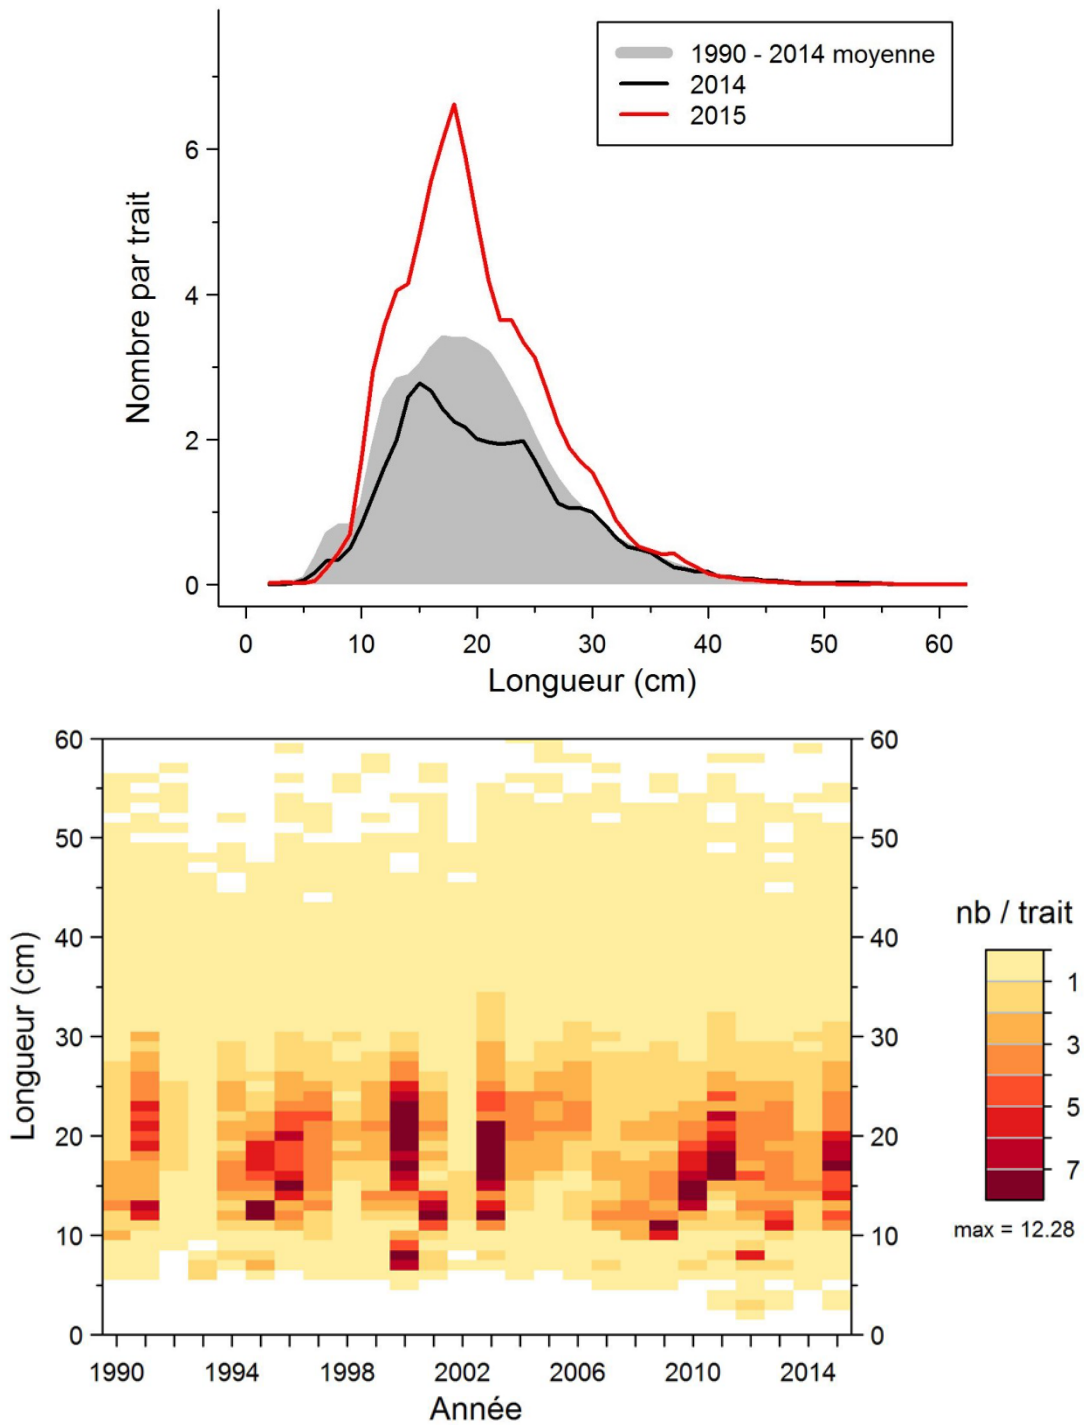 1990 - 2014 moyenne
2014
2015
Nombre par trait
6
4
2
0
0 10 20 30 40 50 60
Longueur (cm)
60 60
50 50
40 40
30 30
20 20
10 10
0 0
Longueur (cm)
1990 1994 1998 2002 2006 2010 2014
Année
nb / trait
1
3
5
7
max = 12.28